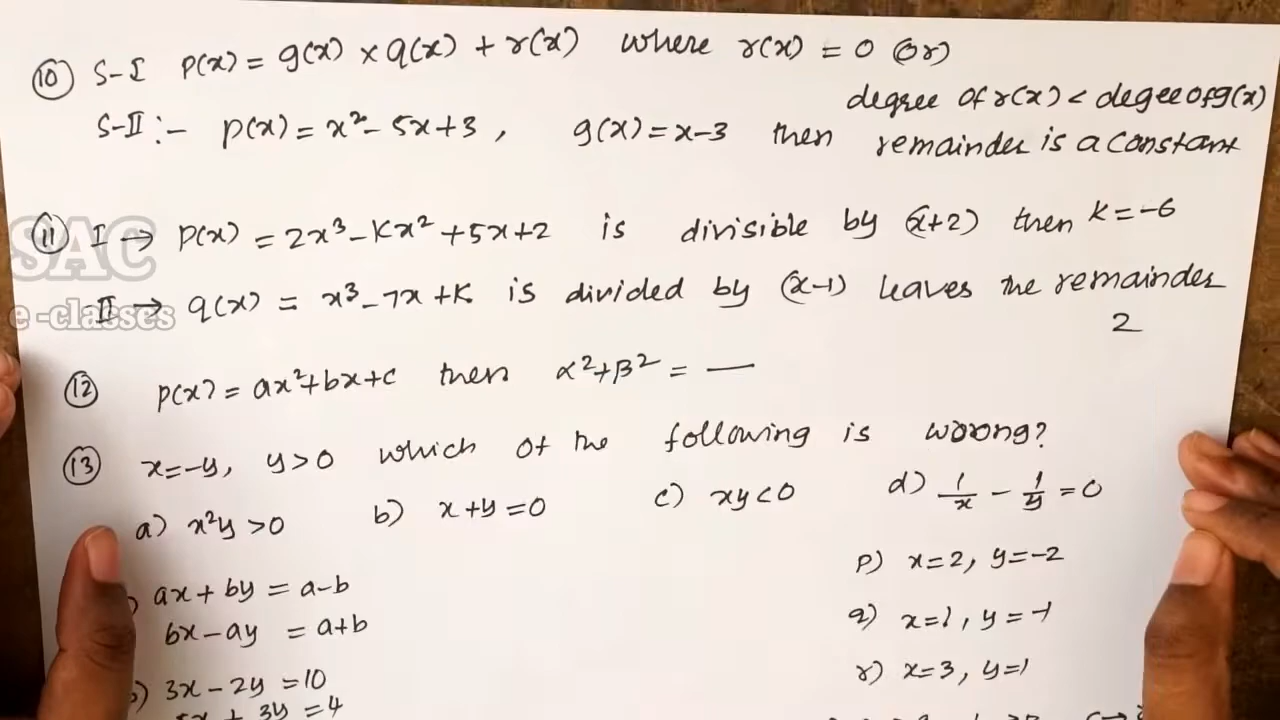 10 S-I P(x) = g(x) × q(x) + r(x) where r(x) = 0 (or)
degree of r(x) < degee of g(x)
S-II :- P(x) = x² - 5x + 3, g(x) = x-3 then remainder is a constant
11 I → P(x) = 2x³ - Kx² + 5x + 2 is divisible by (x+2) then K = -6
II → q(x) = x³ - 7x + K is divided by (x-1) leaves the remainder
2
SAC
e-classes
12 P(x) = ax² + bx + c then α² + β² = —
13 x = -y, y > 0 which of the following is wrong?
a) x²y > 0 b) x + y = 0 c) xy < 0 d) 1/x - 1/y = 0
) ax + by = a - b
bx - ay = a + b
p) x = 2, y = -2
q) x = 1, y = -1
) 3x - 2y = 10
r) x = 3, y = 1
5x + 3y = 4